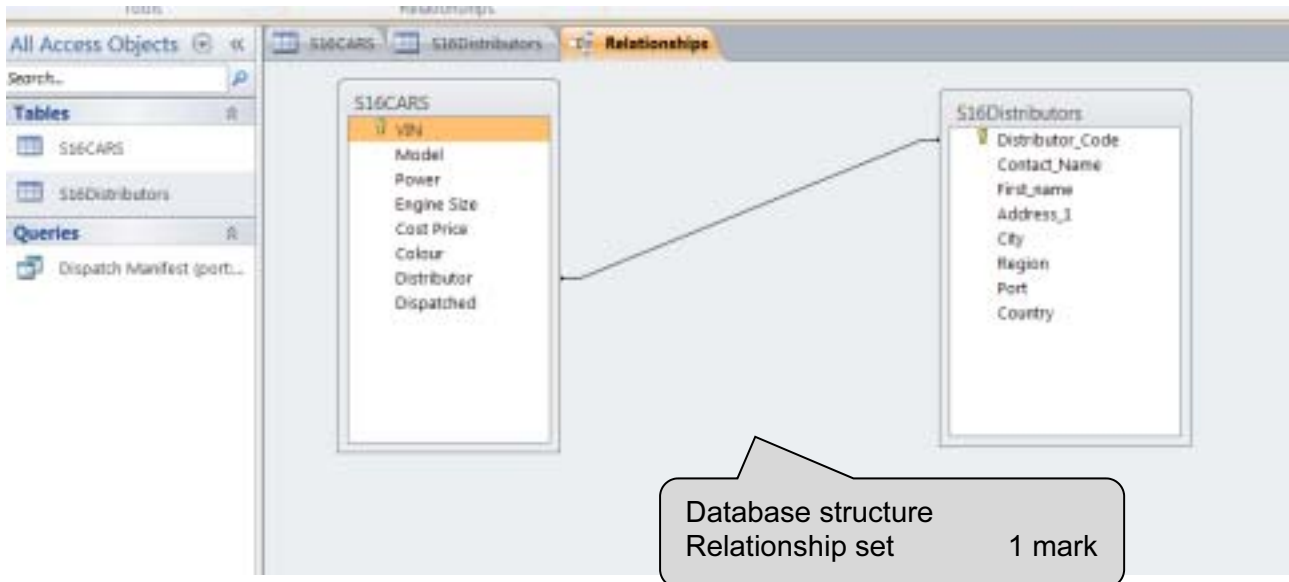 Tools Relationships
All Access Objects
Search...
Tables
S16CARS
S16Distributors
Queries
Dispatch Manifest (port...
S16CARS S16Distributors Relationships
S16CARS
VIN
Model
Power
Engine Size
Cost Price
Colour
Distributor
Dispatched
S16Distributors
Distributor_Code
Contact_Name
First_name
Address_1
City
Region
Port
Country
Database structure
Relationship set 1 mark